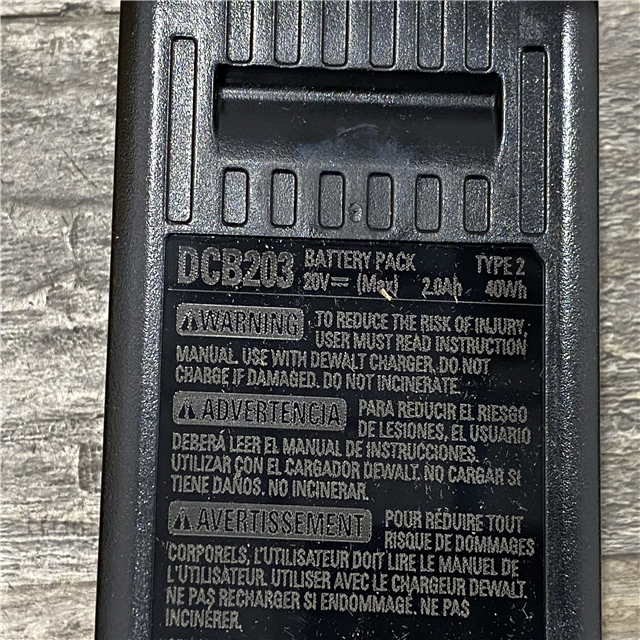 DCB203 BATTERY PACK TYPE 2
20V⎓ (Max) 2.0Ah 40Wh
⚠WARNING TO REDUCE THE RISK OF INJURY,
USER MUST READ INSTRUCTION
MANUAL. USE WITH DEWALT CHARGER. DO NOT
CHARGE IF DAMAGED. DO NOT INCINERATE.
⚠ADVERTENCIA PARA REDUCIR EL RIESGO
DE LESIONES, EL USUARIO
DEBERÁ LEER EL MANUAL DE INSTRUCCIONES.
UTILIZAR CON EL CARGADOR DEWALT. NO CARGAR SI
TIENE DAÑOS. NO INCINERAR.
⚠AVERTISSEMENT POUR RÉDUIRE TOUT
RISQUE DE DOMMAGES
CORPORELS, L'UTILISATEUR DOIT LIRE LE MANUEL DE
L'UTILISATEUR. UTILISER AVEC LE CHARGEUR DEWALT.
NE PAS RECHARGER SI ENDOMMAGÉ. NE PAS
INCINÉRER.